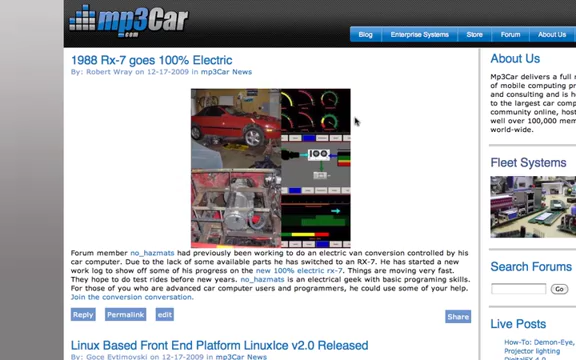 mp3Car
.com
Blog
Enterprise Systems
Store
Forum
About Us
1988 Rx-7 goes 100% Electric
By: Robert Wray on 12-17-2009 in mp3Car News
100
Forum member no_hazmats had previously been working to do an electric van conversion controlled by his
car computer. Due to the lack of some available parts he has switched to an RX-7. He has started a new
work log to show off some of his progress on the new 100% electric rx-7. Things are moving very fast.
They hope to do test rides before new years. no_hazmats is an electrical geek with basic programing skills.
For those of you who are advanced car computer users and programmers, he could use some of your help.
Join the conversion conversation.
Reply
Permalink
edit
Share
Linux Based Front End Platform LinuxIce v2.0 Released
By: Goce Evtimovski on 12-17-2009 in mp3Car News
About Us
Mp3Car delivers a full
of mobile computing
and consulting and is
to the largest car comp
community online, host
well over 100,000 mem
world-wide.
Fleet Systems
Search Forums
Go
Live Posts
How-To: Demon-Eye,
Projector lighting